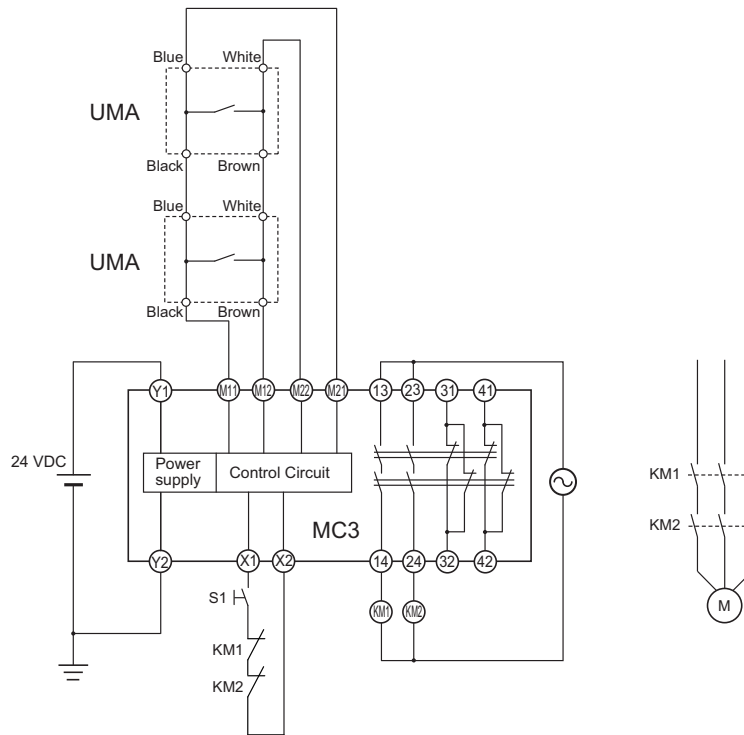 Blue White
UMA
Black Brown
Blue White
UMA
Black Brown
Y1 M11 M12 M22 M21 13 23 31 41
24 VDC
Power supply
Control Circuit
KM1
MC3
KM2
Y2 X1 X2 14 24 32 42
S1
KM1 KM2
M
KM1
KM2